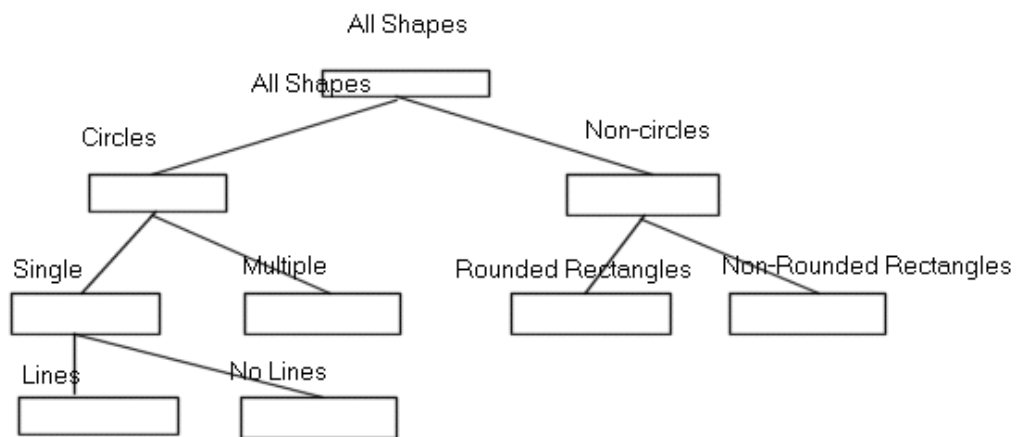 All Shapes
All Shapes
Circles
Non-circles
Single
Multiple
Rounded Rectangles
Non-Rounded Rectangles
Lines
No Lines